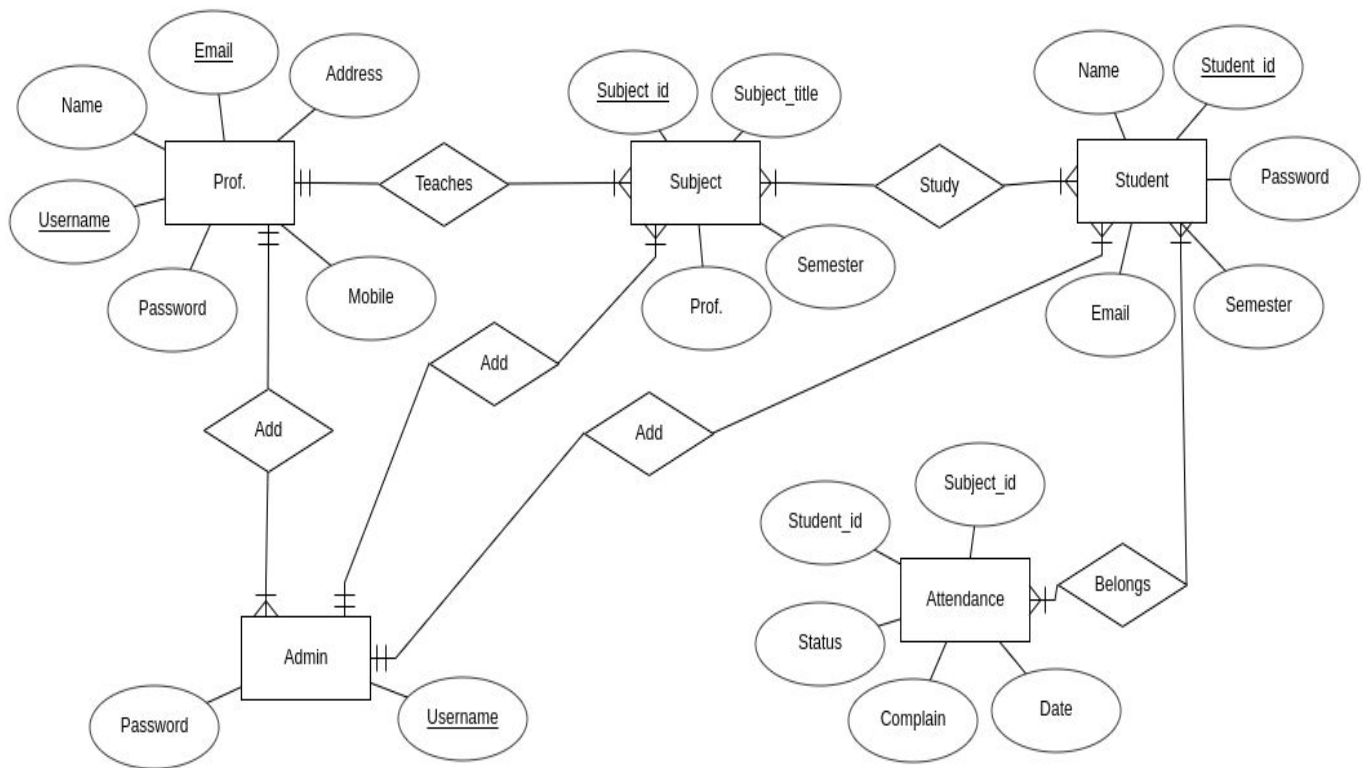 Email
Address
Name
Prof.
Username
Password
Mobile
Teaches
Subject_id
Subject_title
Subject
Semester
Prof.
Study
Name
Student_id
Student
Password
Email
Semester
Add
Add
Add
Admin
Password
Username
Subject_id
Student_id
Attendance
Belongs
Status
Complain
Date